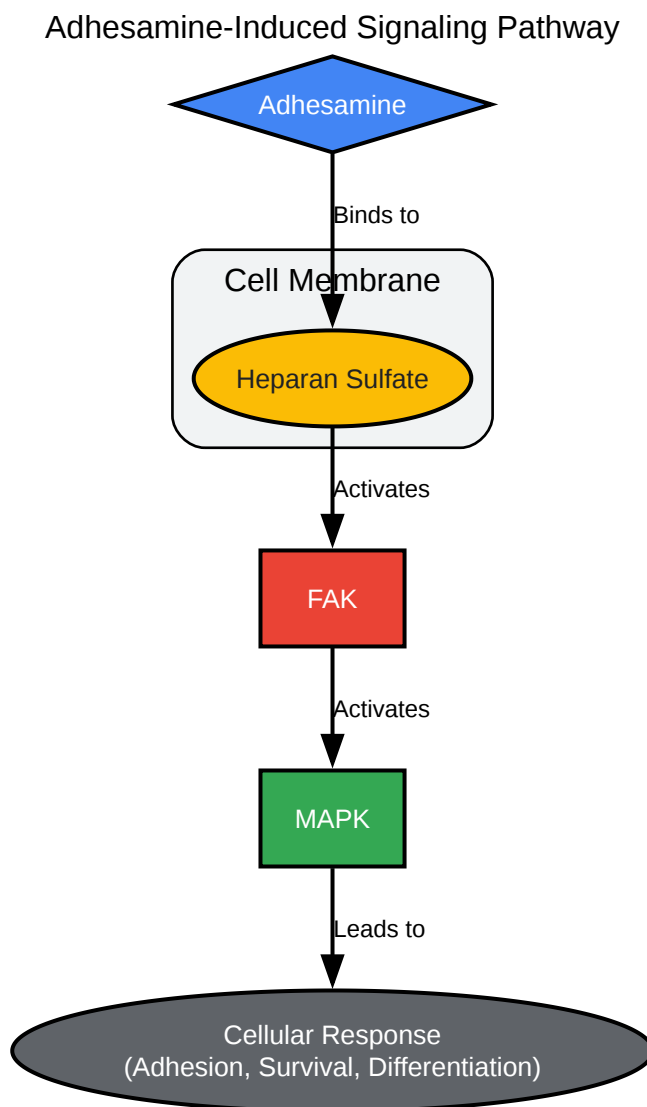 Adhesamine-Induced Signaling Pathway
Adhesamine
Binds to
Cell Membrane
Heparan Sulfate
Activates
FAK
Activates
MAPK
Leads to
Cellular Response
(Adhesion, Survival, Differentiation)